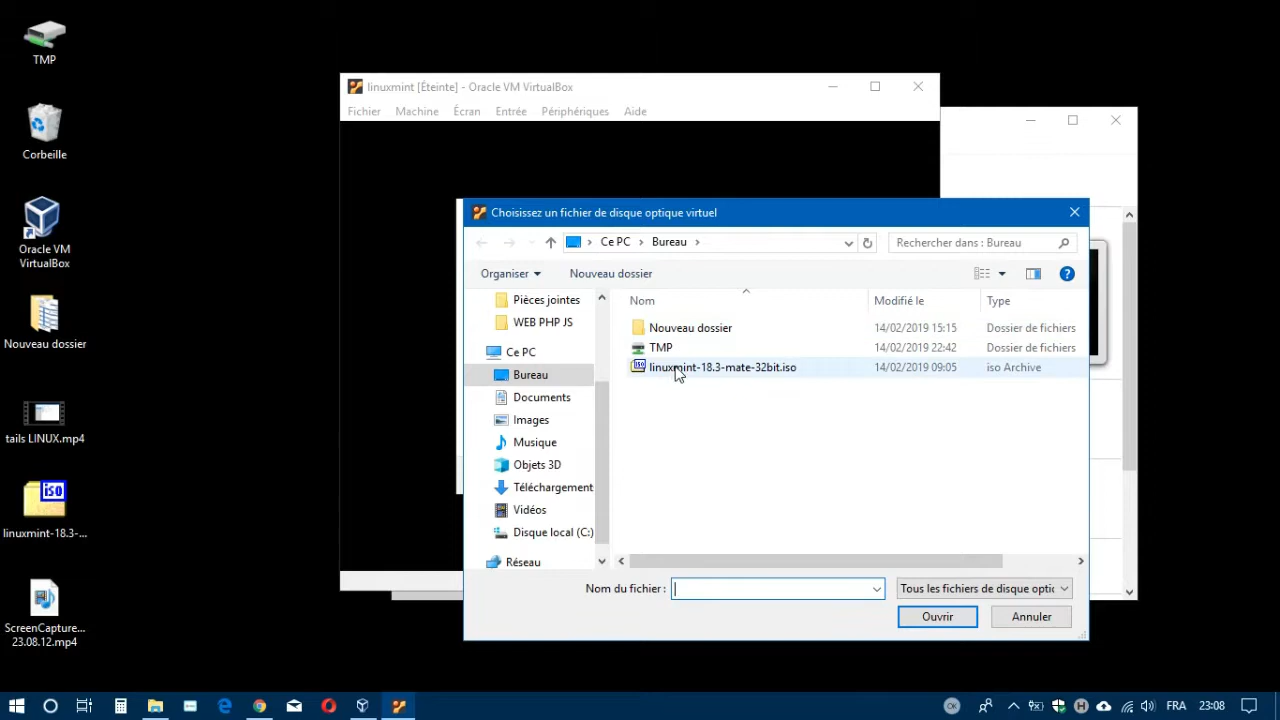 TMP
Corbeille
Oracle VM
VirtualBox
Nouveau dossier
tails LINUX.mp4
iso
linuxmint-18.3-...
ScreenCapture...
23.08.12.mp4
linuxmint [Éteinte] - Oracle VM VirtualBox
Fichier Machine Écran Entrée Périphériques Aide
Choisissez un fichier de disque optique virtuel
Ce PC Bureau
Rechercher dans : Bureau
Organiser Nouveau dossier
Pièces jointes
WEB PHP JS
Ce PC
Bureau
Documents
Images
Musique
Objets 3D
Téléchargement
Vidéos
Disque local (C:)
Réseau
Nom Modifié le Type
Nouveau dossier 14/02/2019 15:15 Dossier de fichiers
TMP 14/02/2019 22:42 Dossier de fichiers
linuxmint-18.3-mate-32bit.iso 14/02/2019 09:05 iso Archive
Nom du fichier :
Tous les fichiers de disque optic
Ouvrir Annuler
OK
FRA 23:08